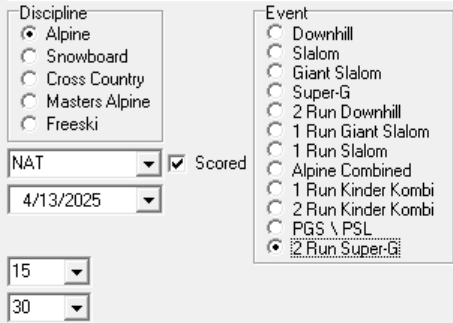 Discipline
Alpine
Snowboard
Cross Country
Masters Alpine
Freeski
NAT
Scored
4/13/2025
15
30
Event
Downhill
Slalom
Giant Slalom
Super-G
2 Run Downhill
1 Run Giant Slalom
1 Run Slalom
Alpine Combined
1 Run Kinder Kombi
2 Run Kinder Kombi
PGS \ PSL
2 Run Super-G